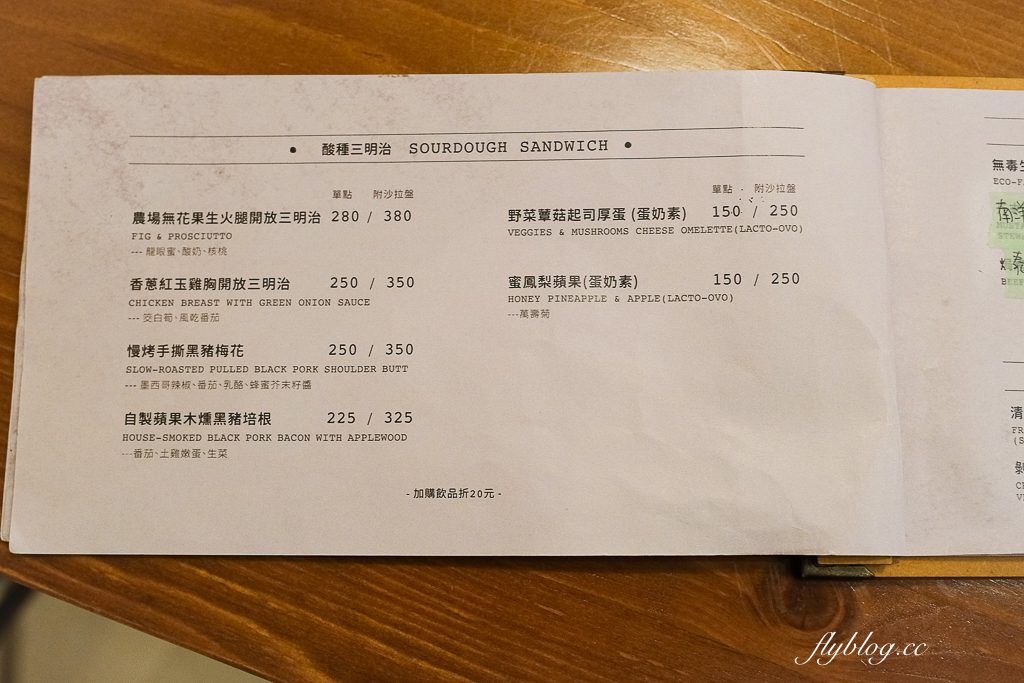 • 酸種三明治 SOURDOUGH SANDWICH •
單點 附沙拉盤
農場無花果生火腿開放三明治 280 / 380
FIG & PROSCIUTTO
--- 龍眼蜜、酸奶、核桃
香蔥紅玉雞胸開放三明治 250 / 350
CHICKEN BREAST WITH GREEN ONION SAUCE
--- 筊白筍、風乾番茄
慢烤手撕黑豬梅花 250 / 350
SLOW-ROASTED PULLED BLACK PORK SHOULDER BUTT
--- 墨西哥辣椒、番茄、乳酪、蜂蜜芥末籽醬
自製蘋果木燻黑豬培根 225 / 325
HOUSE-SMOKED BLACK PORK BACON WITH APPLEWOOD
---番茄、土雞嫩蛋、生菜
單點 附沙拉盤
野菜蕈菇起司厚蛋 (蛋奶素) 150 / 250
VEGGIES & MUSHROOMS CHEESE OMELETTE(LACTO-OVO)
蜜鳳梨蘋果(蛋奶素) 150 / 250
HONEY PINEAPPLE & APPLE(LACTO-OVO)
---萬壽菊
- 加購飲品折20元 -
無毒
ECO-F
南洋
STEW
BEEF
清
FR
(S
剝
CH
flyblog.cc